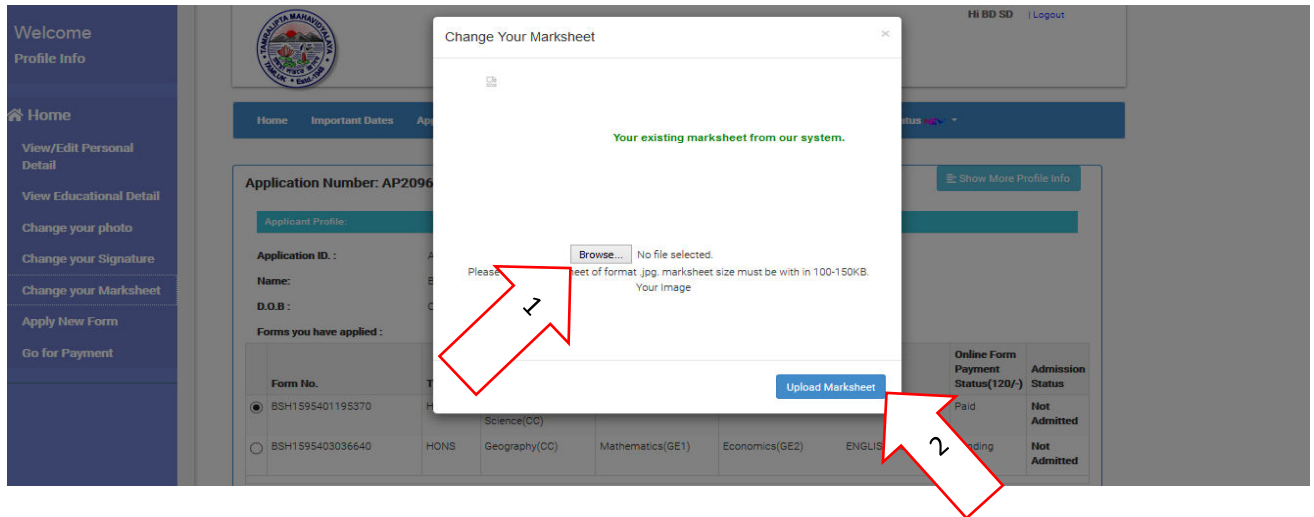 Welcome
Profile Info
Home
View/Edit Personal
Detail
View Educational Detail
Change your photo
Change your Signature
Change your Marksheet
Apply New Form
Go for Payment
TAMRALIPTA MAHAVIDYALAYA
TAMLUK • Estd.-1948
Hi BD SD | Logout
Home Important Dates
Application Number: AP2096
Show More Profile Info
Applicant Profile:
Application ID. :
Name:
D.O.B :
Forms you have applied :
Change Your Marksheet ×
Your existing marksheet from our system.
Browse... No file selected.
Please of format .jpg. marksheet size must be with in 100-150KB.
Your Image
Upload Marksheet
1
2
Form No. Online Form Payment Status(120/-) Admission Status
BSH1595401195370 Science(CC) Paid Not Admitted
BSH1595403036640 HONS Geography(CC) Mathematics(GE1) Economics(GE2) Not Admitted